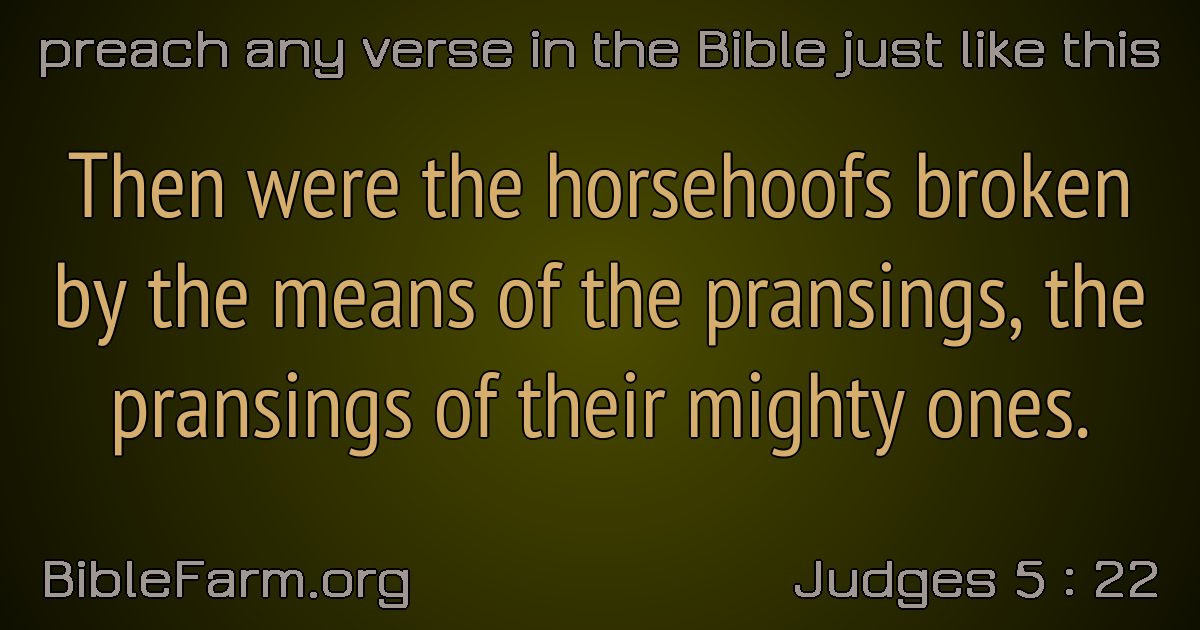 preach any verse in the Bible just like this
Then were the horsehoofs broken
by the means of the pransings, the
pransings of their mighty ones.
BibleFarm.org
Judges 5 : 22